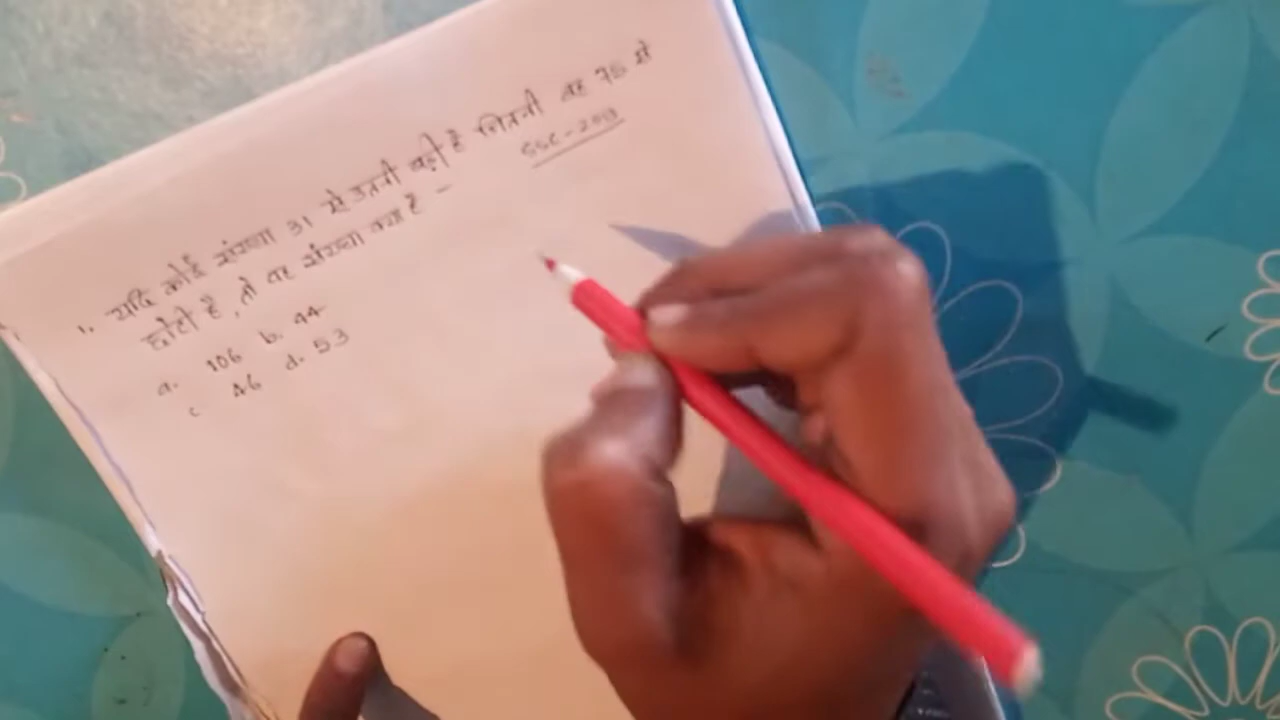 1. यदि कोई संख्या 31 से उतनी बड़ी है जितनी वह 75 से
SSC-2013
छोटी है, तो वह संख्या क्या है -
a. 106 b. 44
c 46 d. 53